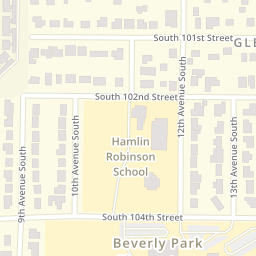 South 101st Street
GLE
South 102nd Street
12th Avenue South
Hamlin
Robinson
School
10th Avenue South
9th Avenue South
13th Avenue South
South 104th Street
Beverly Park